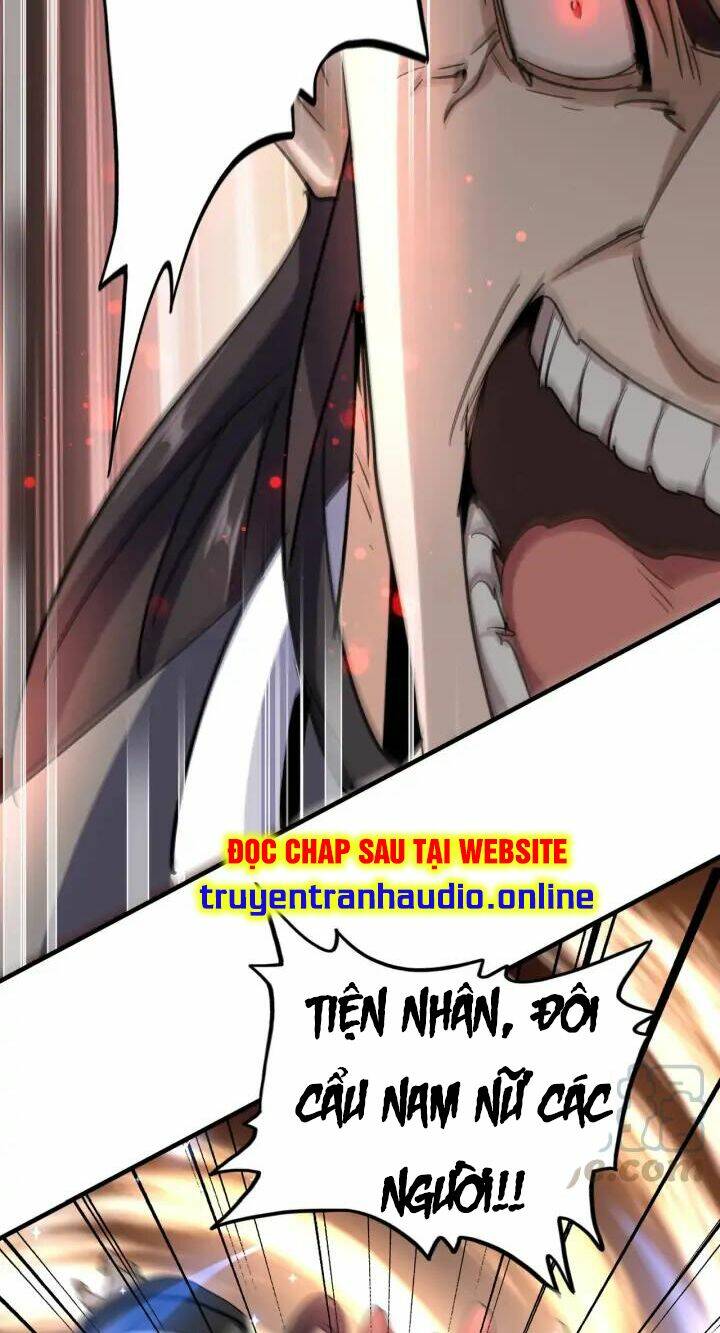 ĐỌC CHAP SAU TẠI WEBSITE
truyentranhaudio.online
TIỆN NHÂN, ĐÔI
CẨU NAM NỮ CÁC
NGƯƠI!!